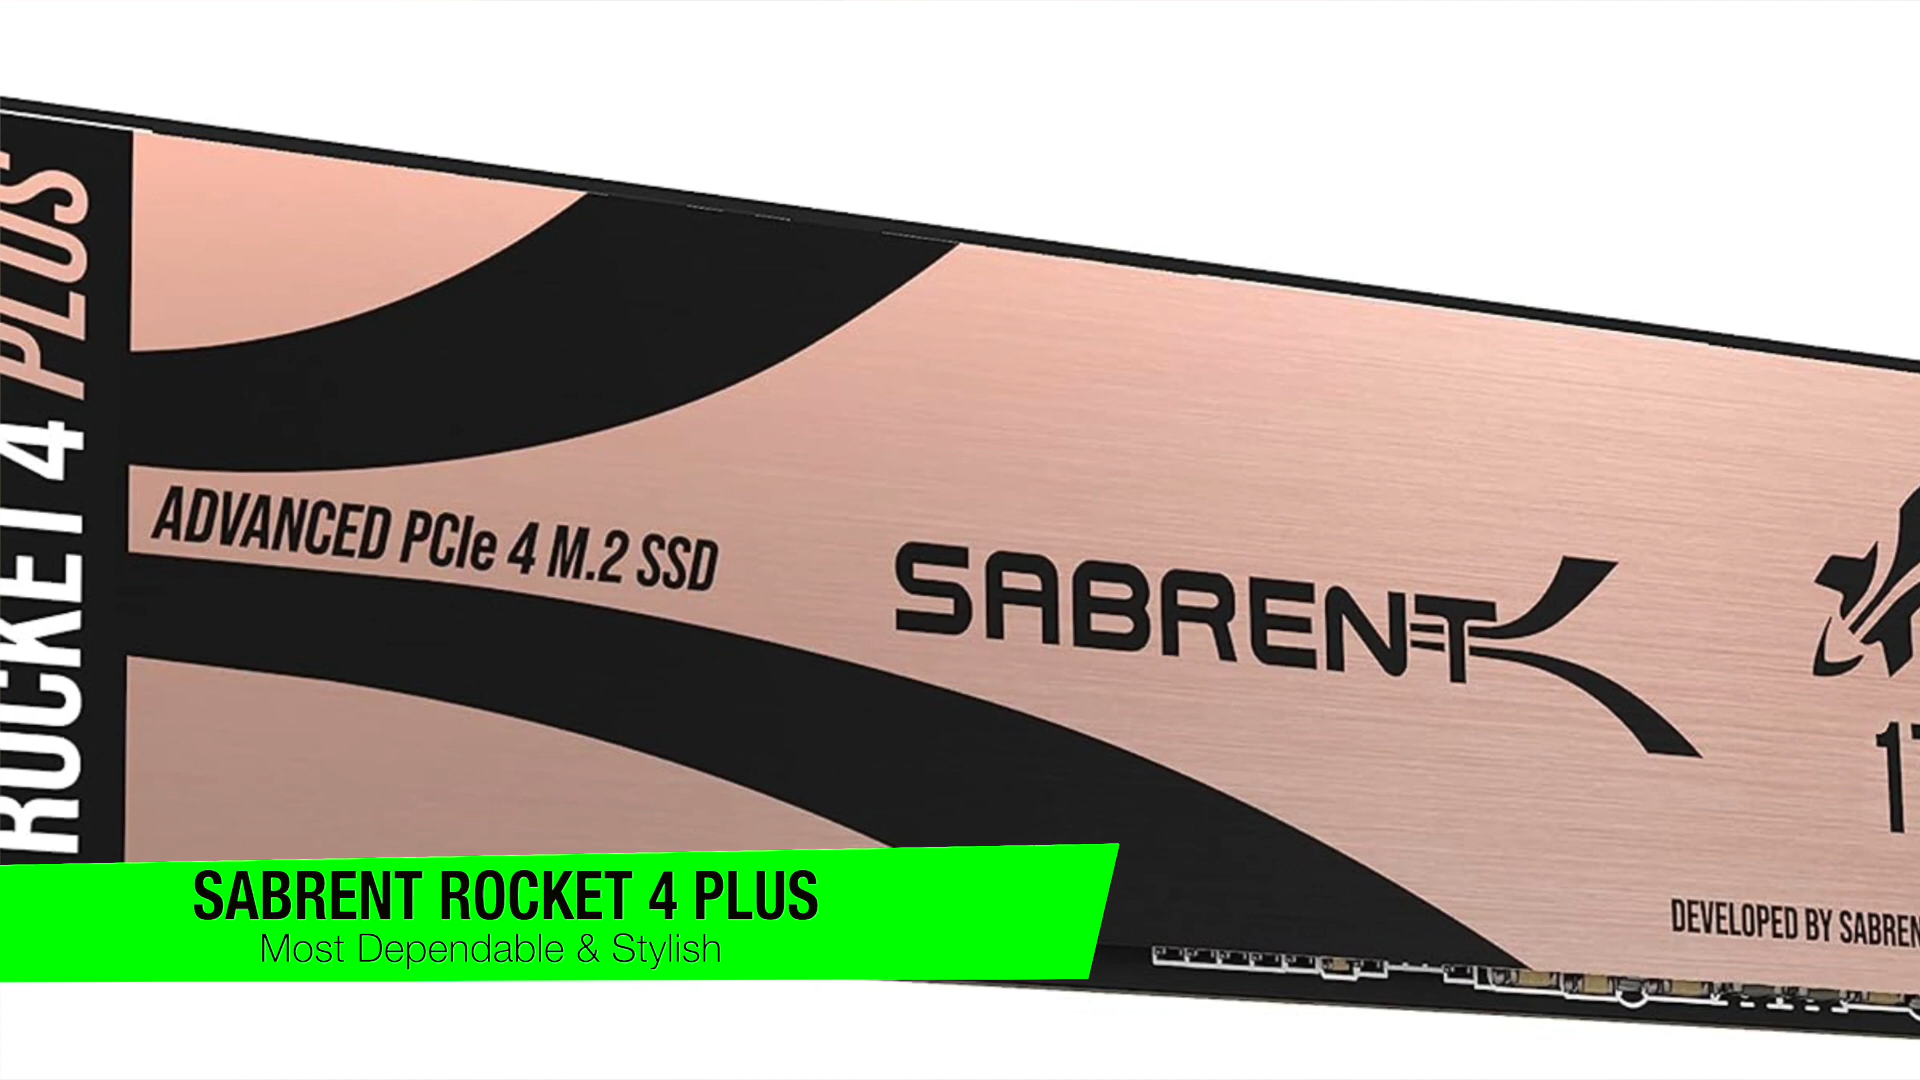 ROCKET 4 PLUS
ADVANCED PCIe 4 M.2 SSD
SABRENT
DEVELOPED BY SABREN
SABRENT ROCKET 4 PLUS
Most Dependable & Stylish